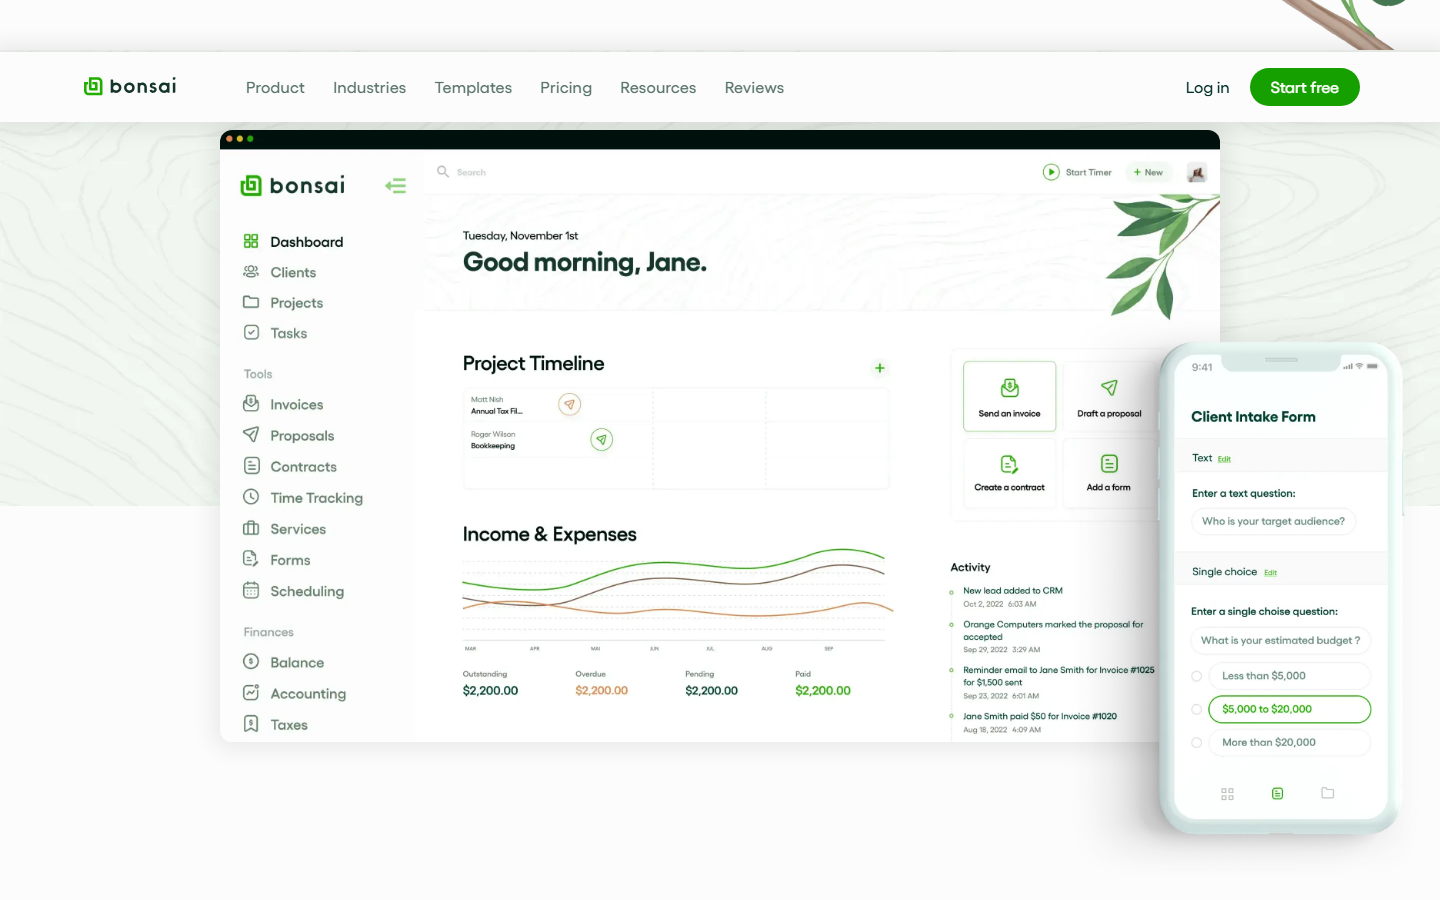 bonsai
Product Industries Templates Pricing Resources Reviews
Log in Start free
bonsai
Search
Start Timer
+ New
Dashboard
Clients
Projects
Tasks
Tools
Invoices
Proposals
Contracts
Time Tracking
Services
Forms
Scheduling
Finances
Balance
Accounting
Taxes
Tuesday, November 1st
Good morning, Jane.
Project Timeline
+
Matt Nish
Annual Tax Fil...
Roger Wilson
Bookkeeping
Send an invoice
Draft a proposal
Create a contract
Add a form
Income & Expenses
MAR APR MAI JUN JUL AUG SEP
Outstanding Overdue Pending Paid
$2,200.00 $2,200.00 $2,200.00 $2,200.00
Activity
New lead added to CRM
Oct 2, 2022 6:03 AM
Orange Computers marked the proposal for
accepted
Sep 29, 2022 3:29 AM
Reminder email to Jane Smith for Invoice #1025
for $1,500 sent
Sep 23, 2022 6:01 AM
Jane Smith paid $50 for Invoice #1020
Aug 18, 2022 4:09 AM
9:41
Client Intake Form
Text Edit
Enter a text question:
Who is your target audience?
Single choice Edit
Enter a single choise question:
What is your estimated budget ?
Less than $5,000
$5,000 to $20,000
More than $20,000